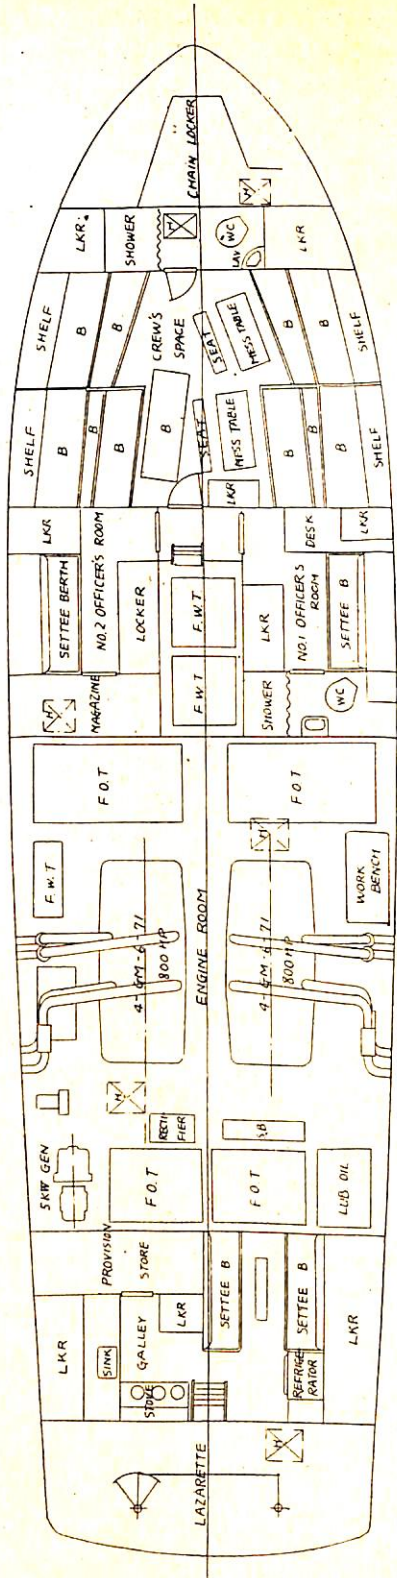 CHAIN LOCKER
H
LKR.
SHOWER
H
WC
LAV
LKR
SHELF
B
B
CREW'S
SPACE
SEAT
MESS TABLE
B
B
SHELF
SHELF
B
B
B
B
SEAT
MESS TABLE
LKR
B
B
B
SHELF
LKR
SETTEE BERTH
NO.2 OFFICER'S ROOM
LOCKER
F.W.T
F W T
LKR
NO.1 OFFICER'S
ROOM
DESK
LKR
SETTEE B
H
MAGAZINE
SHOWER
WC
F O.T
F O T
H
F.W.T
WORK
BENCH
4-GM-6-71
800 HP
ENGINE ROOM
4-GM-6-71
800 HP
H
5KW GEN
RECTI-
FIER
S.B
F.O.T
F O T
LUB OIL
PROVISION
STORE
LKR
SINK
GALLEY
LKR
STOVE
SETTEE B
SETTEE B
REFRIGE
RATOR
LKR
LAZARETTE
H